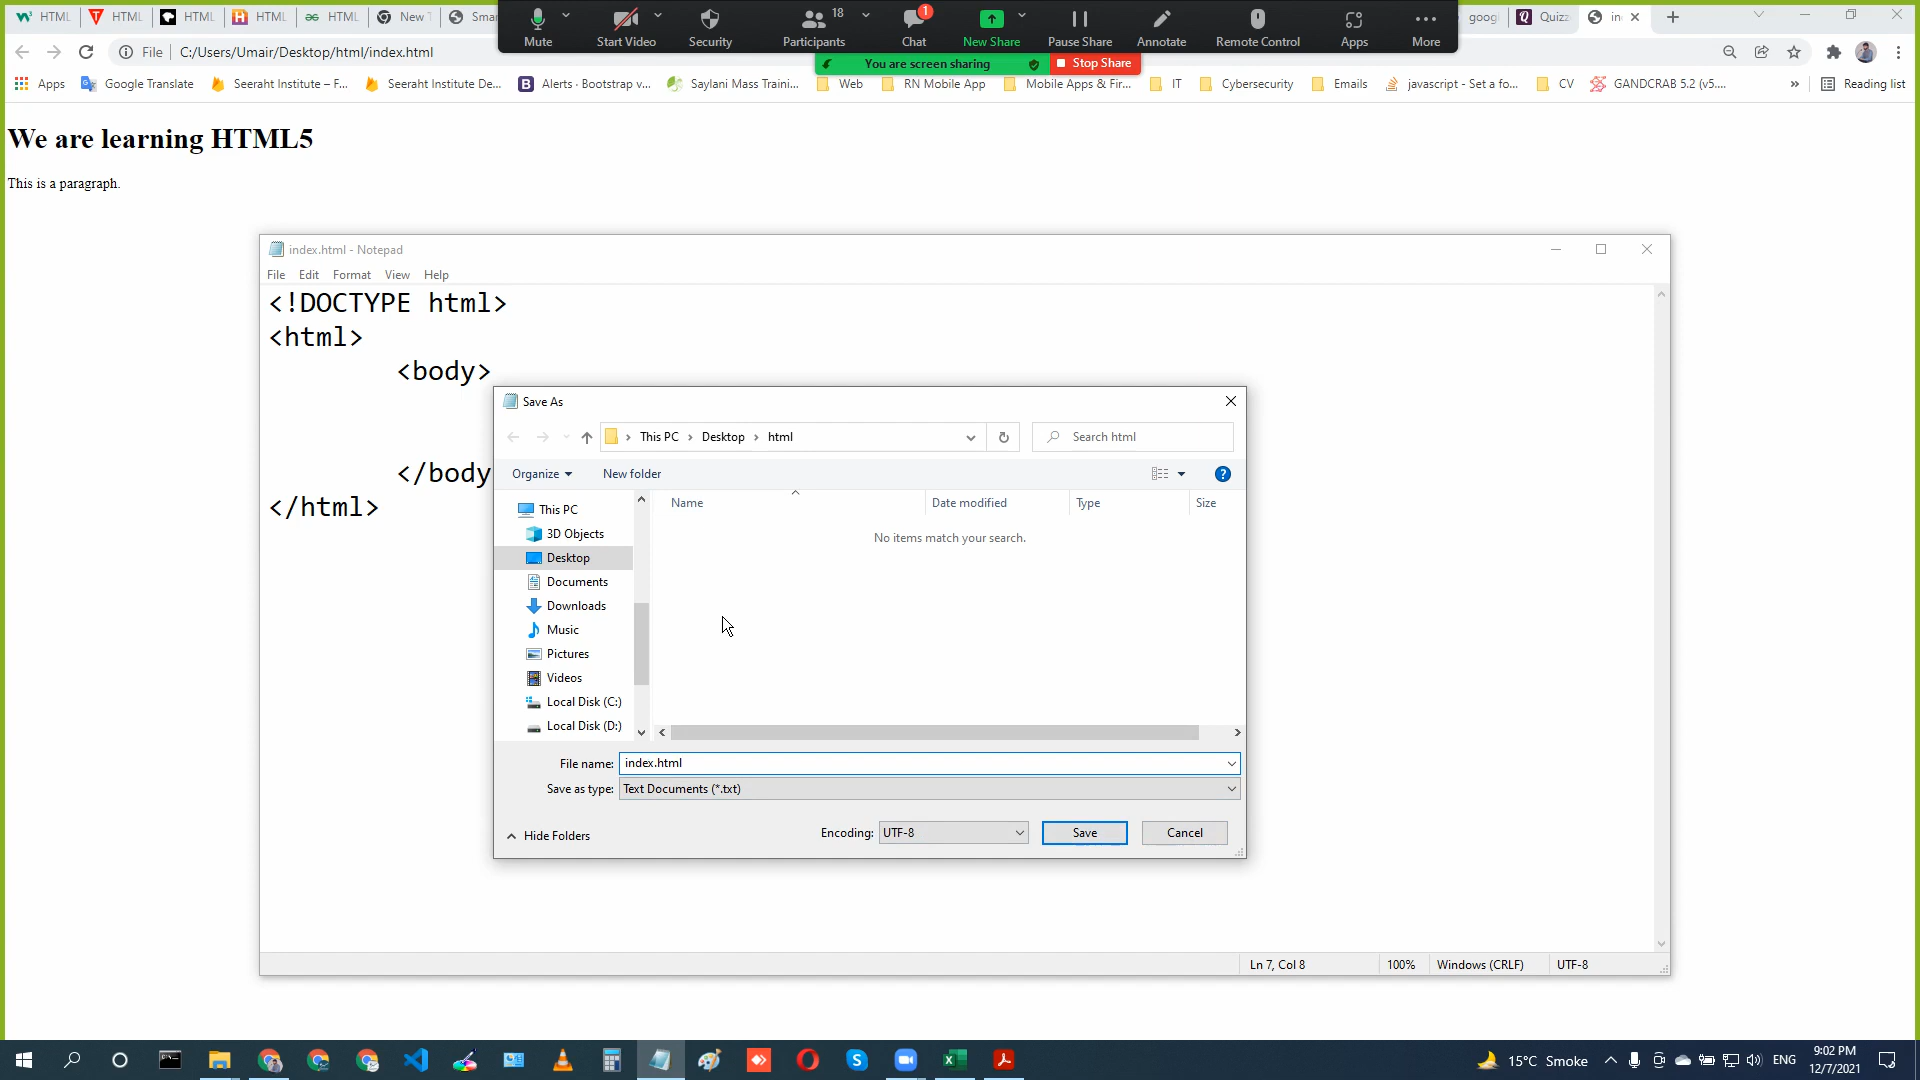 HTML
HTML
HTML
HTML
HTML
New T
Smar
Mute
Start Video
Security
Participants
18
Chat
1
New Share
Pause Share
Annotate
Remote Control
Apps
More
goog
Quizz
in
File
C:/Users/Umair/Desktop/html/index.html
You are screen sharing
Stop Share
Apps
Google Translate
Seeraht Institute – F...
Seeraht Institute De...
Alerts · Bootstrap v...
Saylani Mass Traini...
Web
RN Mobile App
Mobile Apps & Fir...
IT
Cybersecurity
Emails
javascript - Set a fo...
CV
GANDCRAB 5.2 (v5....
»
Reading list
We are learning HTML5
This is a paragraph.
index.html - Notepad
File Edit Format View Help
<!DOCTYPE html>
<html>
<body>
</body
</html>
Save As
This PC › Desktop › html
Search html
Organize
New folder
This PC
3D Objects
Desktop
Documents
Downloads
Music
Pictures
Videos
Local Disk (C:)
Local Disk (D:)
Name
Date modified
Type
Size
No items match your search.
File name: index.html
Save as type: Text Documents (*.txt)
Hide Folders
Encoding: UTF-8
Save
Cancel
Ln 7, Col 8
100%
Windows (CRLF)
UTF-8
15°C Smoke
ENG
9:02 PM
12/7/2021